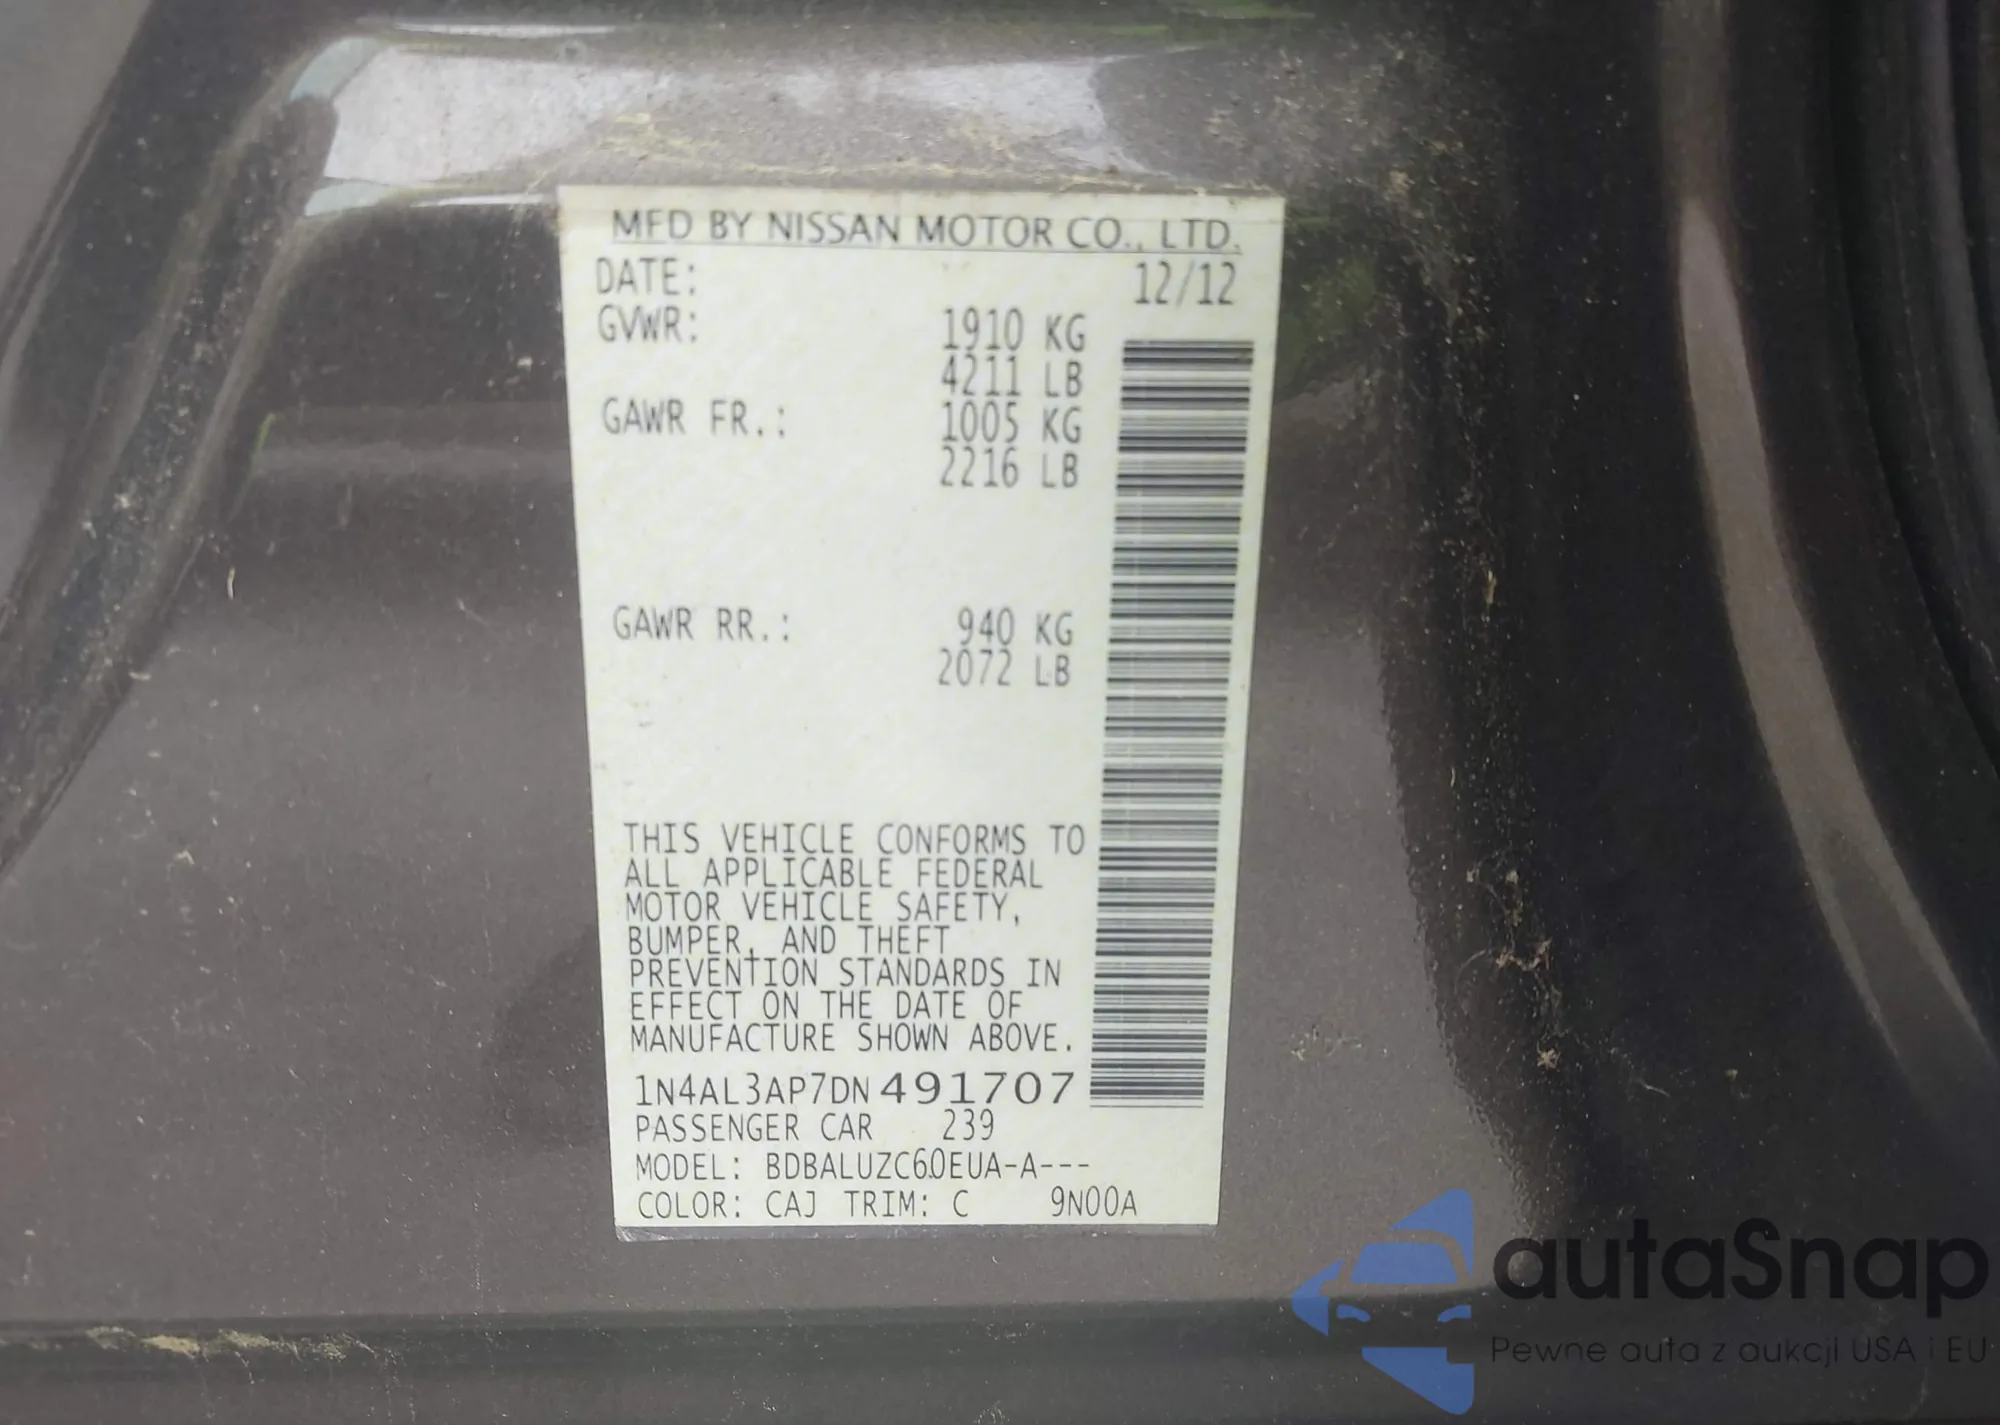 MFD BY NISSAN MOTOR CO., LTD.
DATE: 12/12
GVWR: 1910 KG
4211 LB
GAWR FR.: 1005 KG
2216 LB
GAWR RR.: 940 KG
2072 LB
THIS VEHICLE CONFORMS TO
ALL APPLICABLE FEDERAL
MOTOR VEHICLE SAFETY,
BUMPER, AND THEFT
PREVENTION STANDARDS IN
EFFECT ON THE DATE OF
MANUFACTURE SHOWN ABOVE.
1N4AL3AP7DN491707
PASSENGER CAR 239
MODEL: BDBALUZC60EUA-A---
COLOR: CAJ TRIM: C 9N00A
autaSnap
Pewne auta z aukcji USA i EU